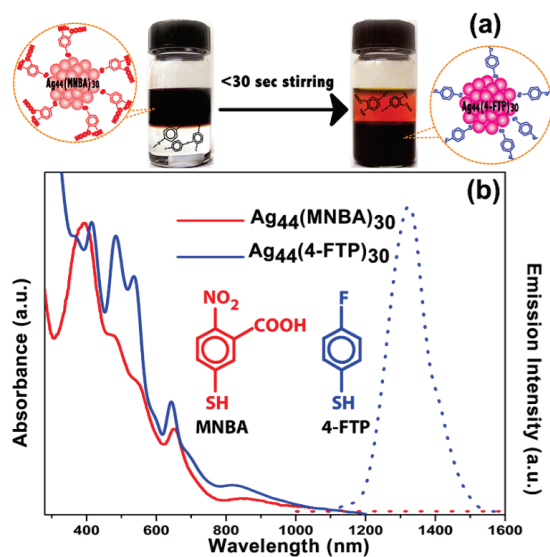 (a)
Ag44(MNBA)30
<30 sec stirring
Ag44(4-FTP)30
(b)
Ag44(MNBA)30
Ag44(4-FTP)30
NO2
COOH
SH
MNBA
F
SH
4-FTP
Absorbance (a.u.)
Emission Intensity (a.u.)
400 600 800 1000 1200 1400 1600
Wavelength (nm)